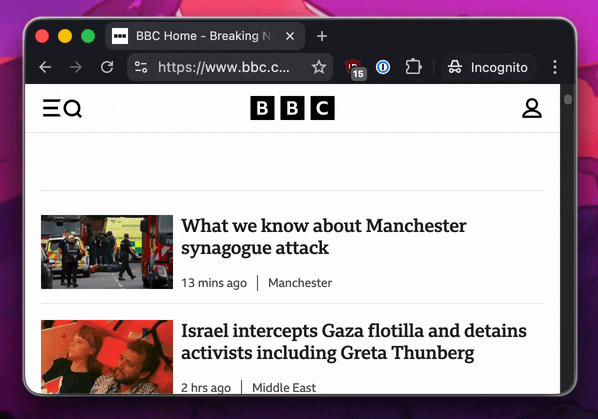 BBC Home - Breaking N
https://www.bbc.c...
15
Incognito
BBC
What we know about Manchester
synagogue attack
13 mins ago | Manchester
Israel intercepts Gaza flotilla and detains
activists including Greta Thunberg
2 hrs ago | Middle East